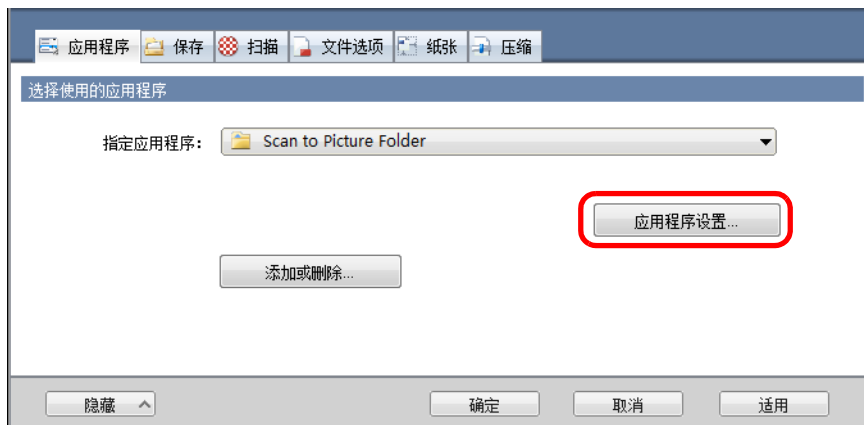 应用程序 保存 扫描 文件选项 纸张 压缩
选择使用的应用程序
指定应用程序: Scan to Picture Folder
应用程序设置...
添加或删除...
隐藏 确定 取消 适用